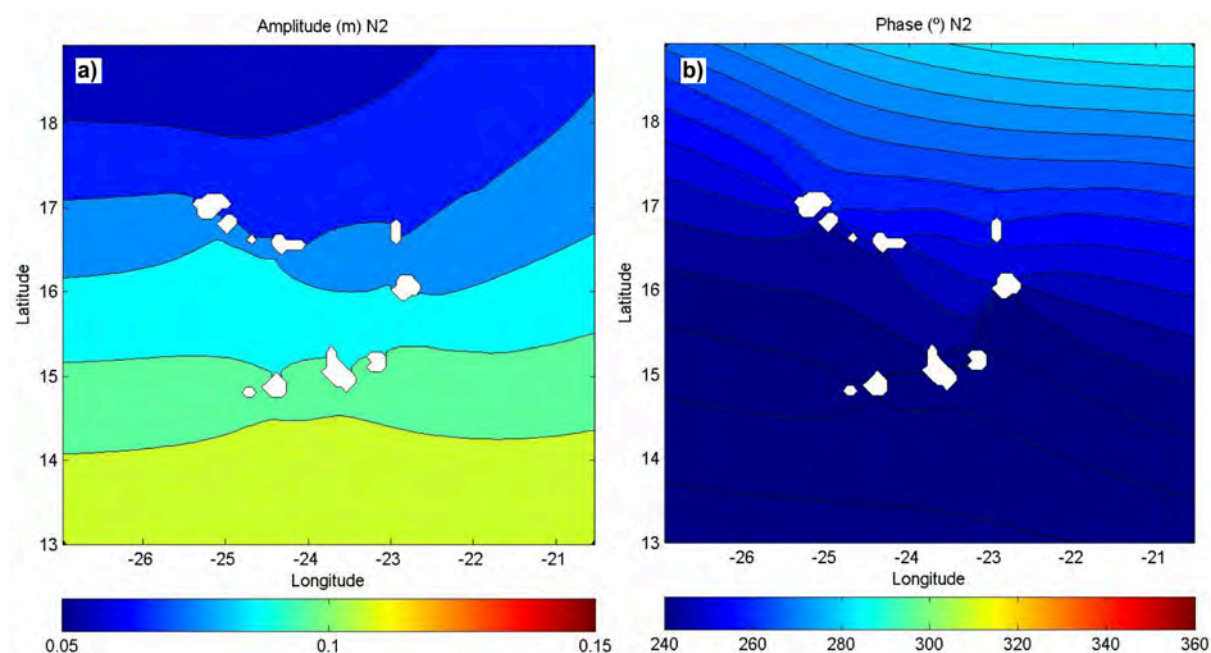 Amplitude (m) N2
a)
Latitude
18
17
16
15
14
13
-26 -25 -24 -23 -22 -21
Longitude
0.05 0.1 0.15
Phase (º) N2
b)
Latitude
18
17
16
15
14
13
-26 -25 -24 -23 -22 -21
Longitude
240 260 280 300 320 340 360